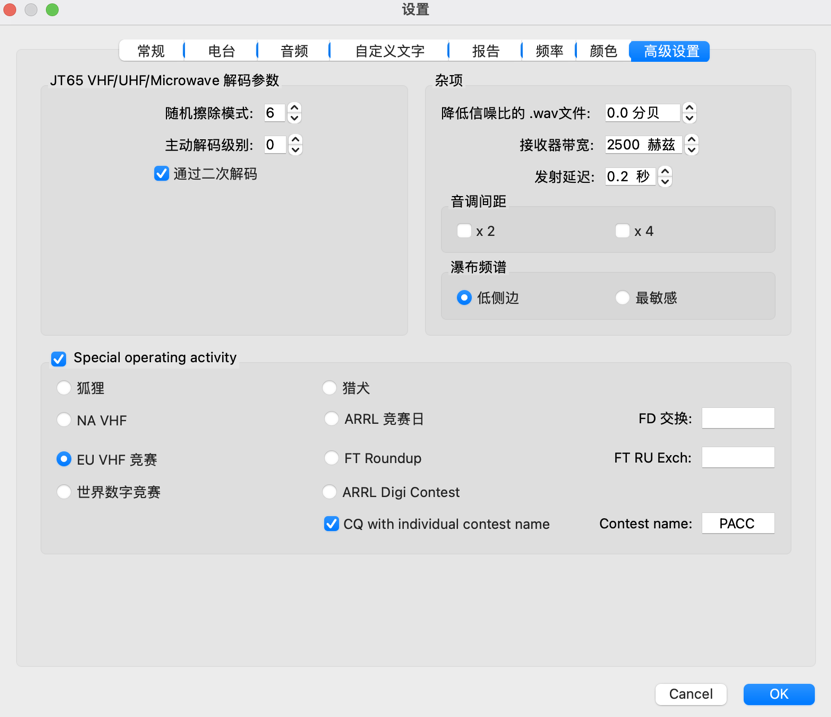 设置
常规 电台 音频 自定义文字 报告 频率 颜色 高级设置
JT65 VHF/UHF/Microwave 解码参数
随机擦除模式: 6
主动解码级别: 0
通过二次解码
杂项
降低信噪比的 .wav文件: 0.0 分贝
接收器带宽: 2500 赫兹
发射延迟: 0.2 秒
音调间距
x 2 x 4
瀑布频谱
低侧边 最敏感
Special operating activity
狐狸 猎犬
NA VHF ARRL 竞赛日 FD 交换:
EU VHF 竞赛 FT Roundup FT RU Exch:
世界数字竞赛 ARRL Digi Contest
CQ with individual contest name Contest name: PACC
Cancel OK